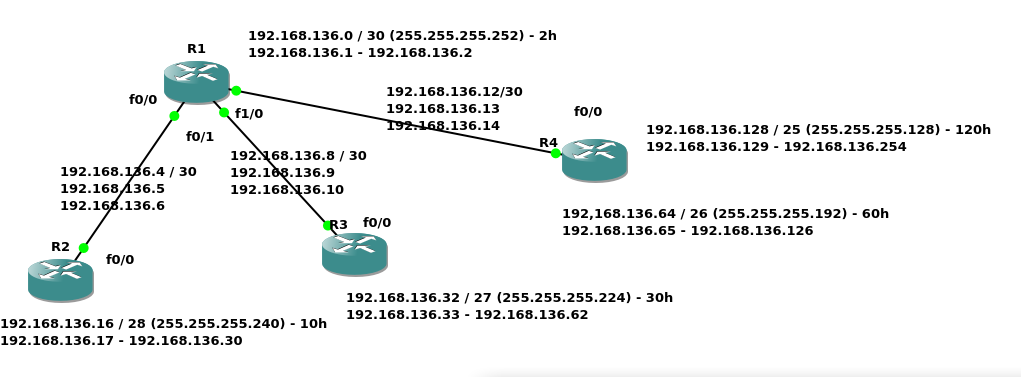 192.168.136.0 / 30 (255.255.255.252) - 2h
192.168.136.1 - 192.168.136.2
R1
f0/0
f1/0
f0/1
192.168.136.12/30
192.168.136.13
192.168.136.14
f0/0
R4
192.168.136.128 / 25 (255.255.255.128) - 120h
192.168.136.129 - 192.168.136.254
192.168.136.4 / 30
192.168.136.5
192.168.136.6
192.168.136.8 / 30
192.168.136.9
192.168.136.10
192,168.136.64 / 26 (255.255.255.192) - 60h
192.168.136.65 - 192.168.136.126
R2
f0/0
R3
f0/0
192.168.136.32 / 27 (255.255.255.224) - 30h
192.168.136.33 - 192.168.136.62
192.168.136.16 / 28 (255.255.255.240) - 10h
192.168.136.17 - 192.168.136.30